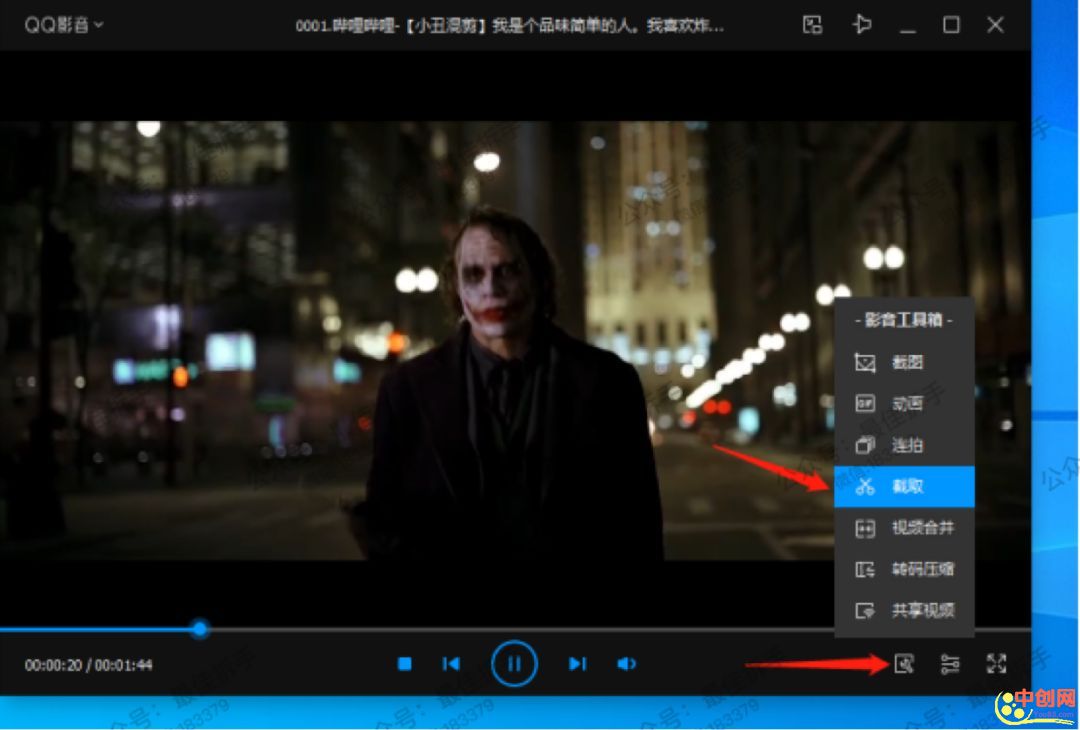 QQ影音
0001.哔哩哔哩-【小丑混剪】我是个品味简单的人。我喜欢炸...
- 影音工具箱 -
截图
GIF 动画
连拍
截取
视频合并
转码压缩
共享视频
00:00:20 / 00:01:44
中创网